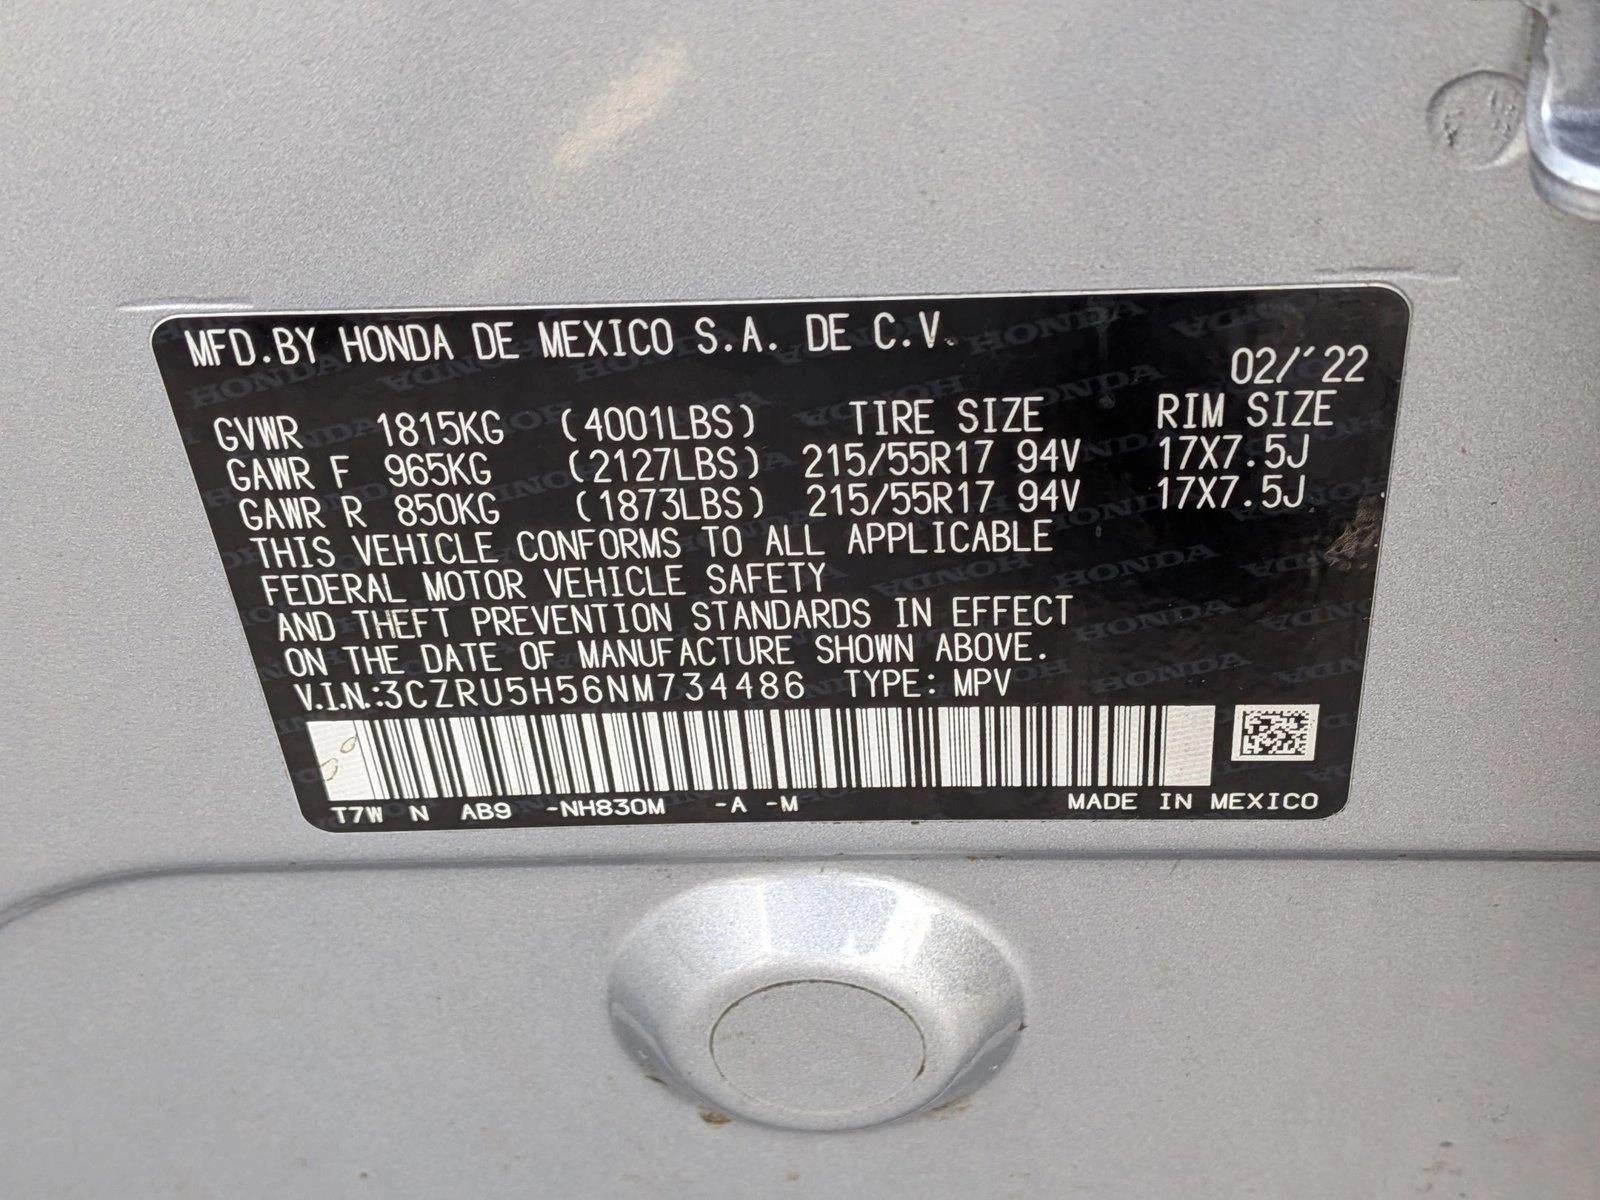 MFD.BY HONDA DE MEXICO S.A. DE C.V.
02/'22
GVWR 1815KG (4001LBS) TIRE SIZE RIM SIZE
GAWR F 965KG (2127LBS) 215/55R17 94V 17X7.5J
GAWR R 850KG (1873LBS) 215/55R17 94V 17X7.5J
THIS VEHICLE CONFORMS TO ALL APPLICABLE
FEDERAL MOTOR VEHICLE SAFETY
AND THEFT PREVENTION STANDARDS IN EFFECT
ON THE DATE OF MANUFACTURE SHOWN ABOVE.
V.I.N.:3CZRU5H56NM734486 TYPE: MPV
T7W N AB9 -NH830M -A -M MADE IN MEXICO